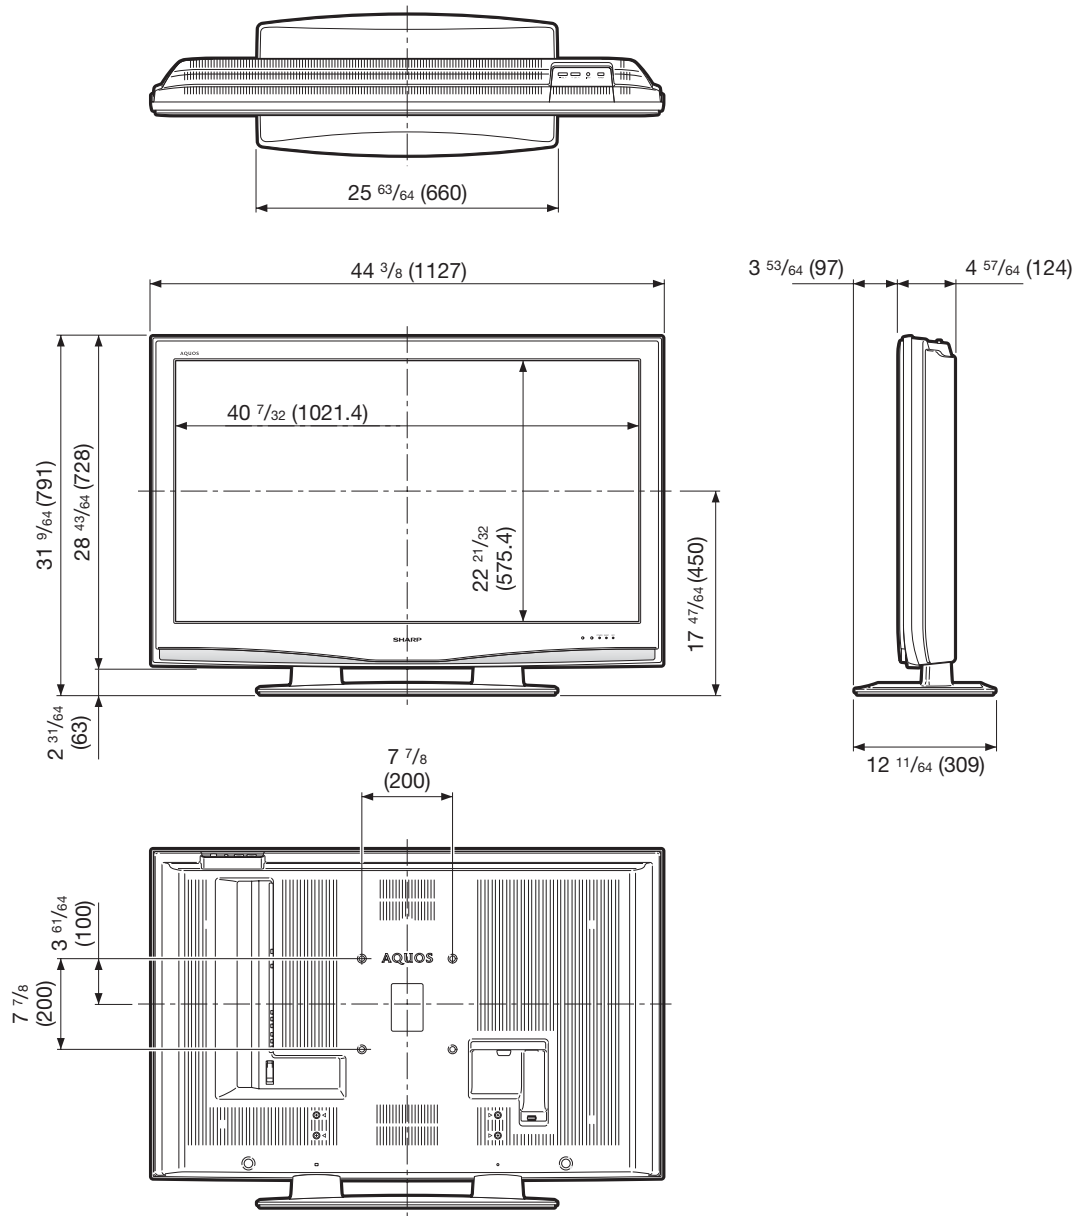 25 63/64 (660)
44 3/8 (1127)
3 53/64 (97)
4 57/64 (124)
AQUOS
40 7/32 (1021.4)
31 9/64 (791)
28 43/64 (728)
22 21/32
(575.4)
17 47/64 (450)
SHARP
2 31/64
(63)
12 11/64 (309)
7 7/8
(200)
3 61/64
(100)
AQUOS
7 7/8
(200)